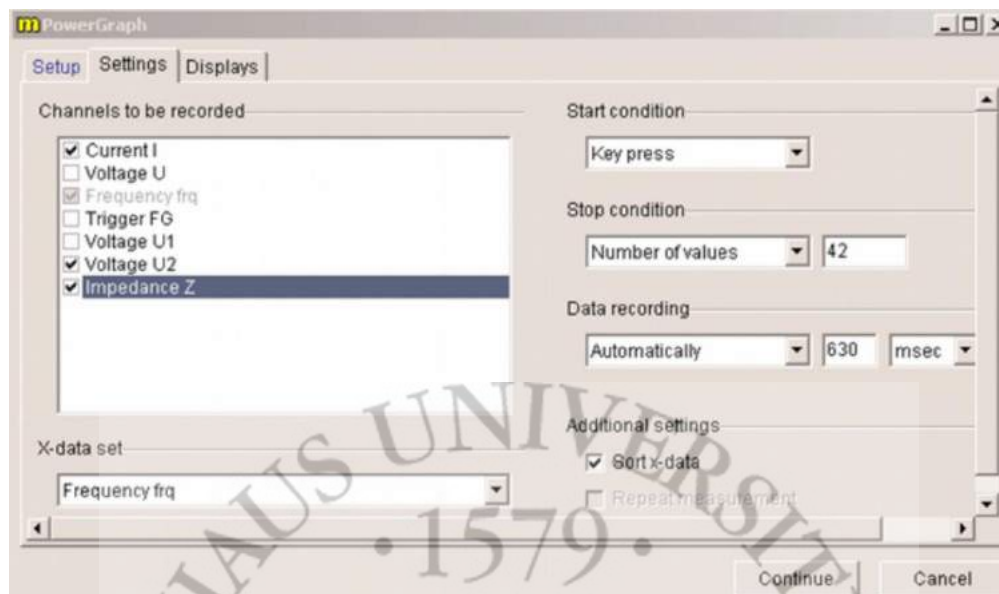 PowerGraph
Setup Settings Displays
Channels to be recorded
Current I
Voltage U
Frequency frq
Trigger FG
Voltage U1
Voltage U2
Impedance Z
X-data set
Frequency frq
Start condition
Key press
Stop condition
Number of values 42
Data recording
Automatically 630 msec
Additional settings
Sort x-data
Repeat measurement
Continue Cancel
UNIVERSIT
· 1579 ·